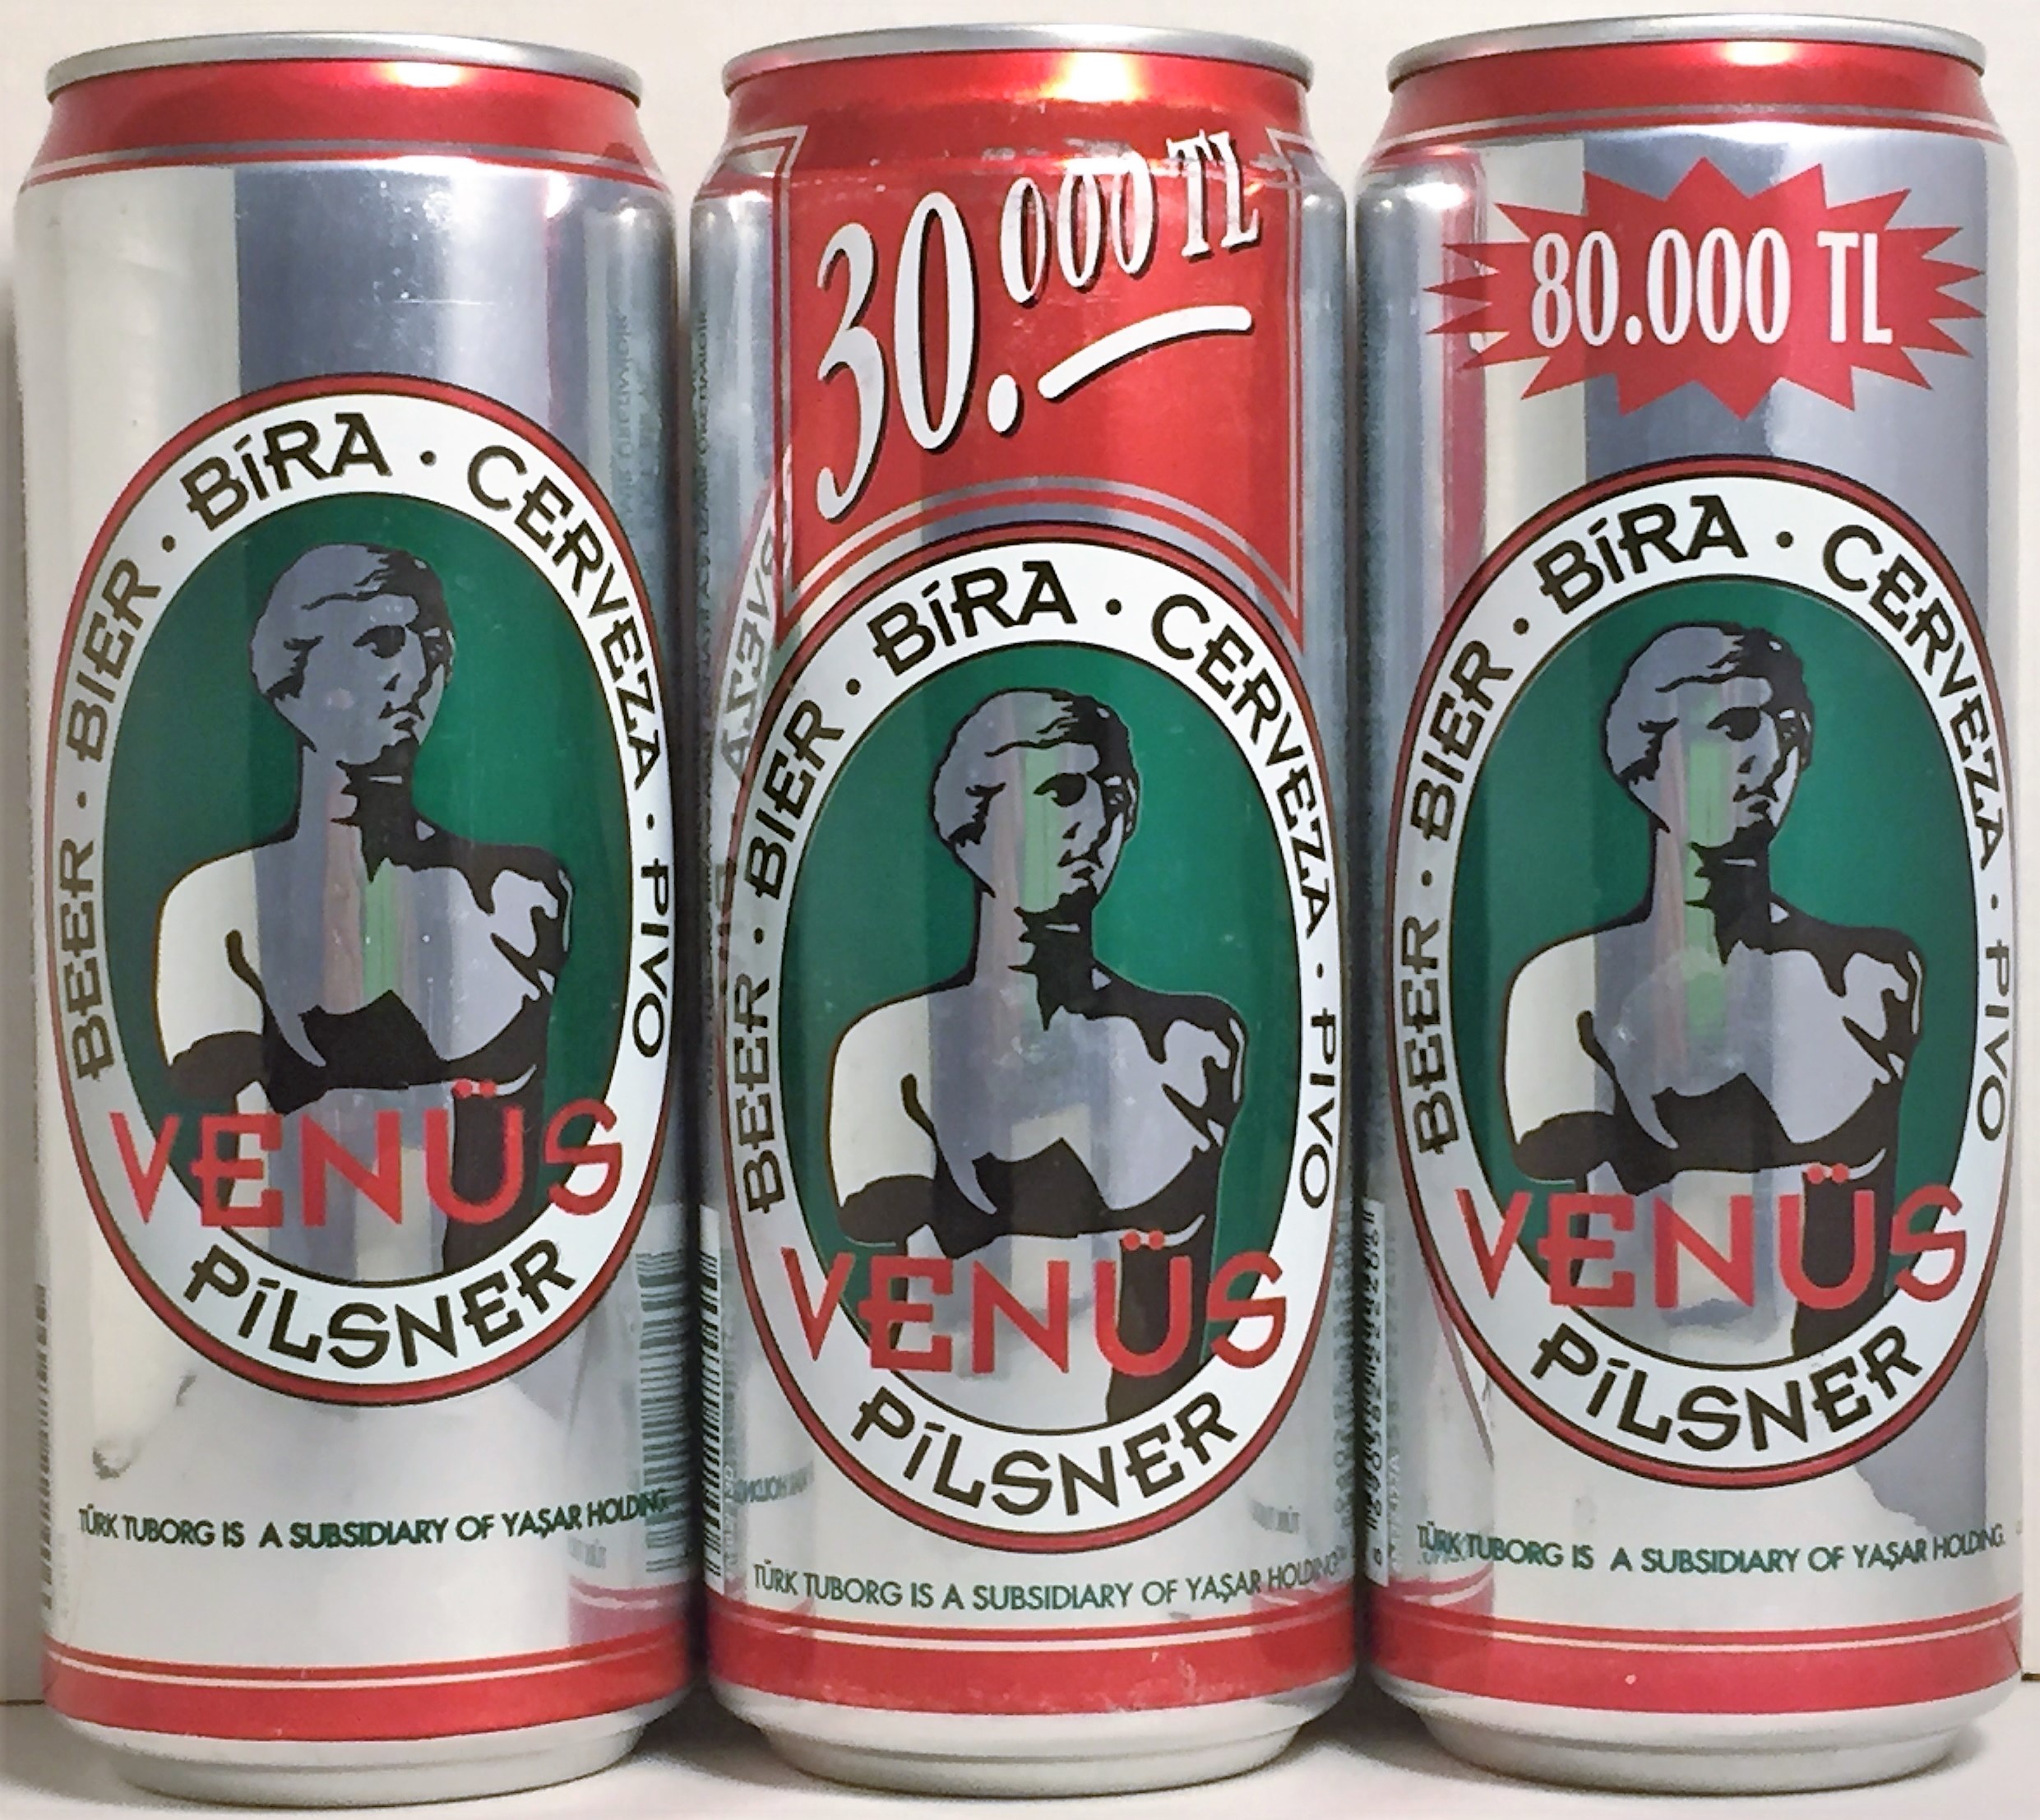 BEER · BIER · BİRA · CERVEZA · PIVO
VENÜS
PİLSNER
TÜRK TUBORG IS A SUBSIDIARY OF YAŞAR HOLDING.
30.000 TL
BEER · BIER · BİRA · CERVEZA · PIVO
VENÜS
PİLSNER
TÜRK TUBORG IS A SUBSIDIARY OF YAŞAR HOLDING
80.000 TL
BEER · BIER · BİRA · CERVEZA · PIVO
VENÜS
PİLSNER
TÜRK TUBORG IS A SUBSIDIARY OF YAŞAR HOLDING.